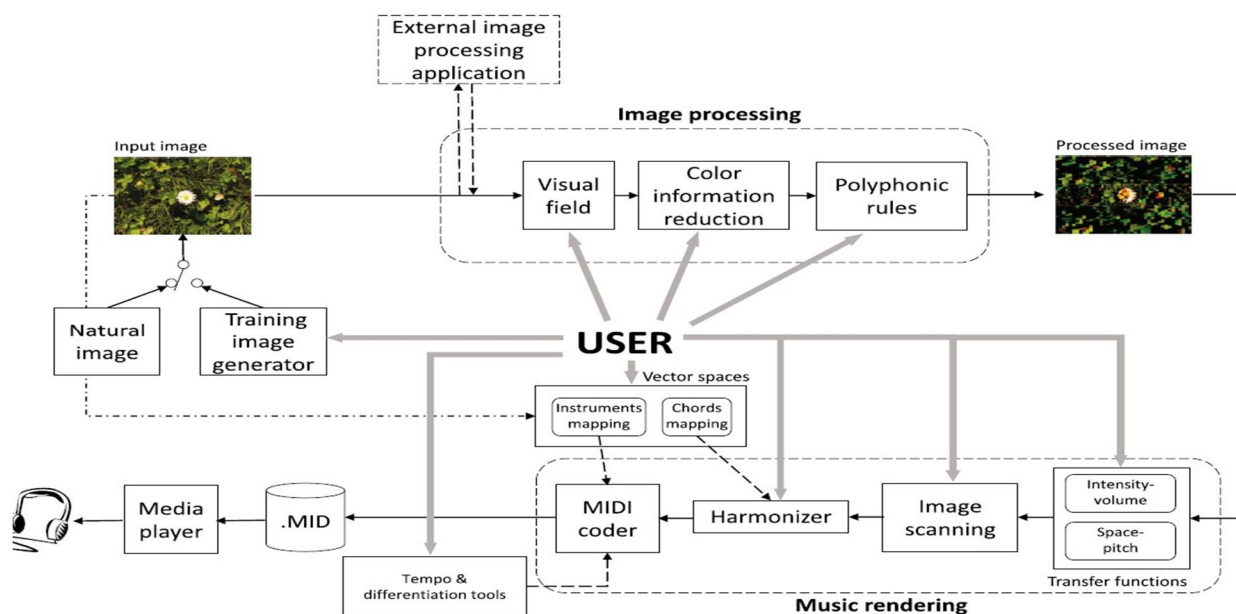 External image
processing
application
Image processing
Input image
Processed image
Visual
field
Color
information
reduction
Polyphonic
rules
Natural
image
Training
image
generator
USER
Vector spaces
Instruments
mapping
Chords
mapping
Media
player
.MID
MIDI
coder
Harmonizer
Image
scanning
Intensity-
volume
Space-
pitch
Transfer functions
Tempo &
differentiation tools
Music rendering